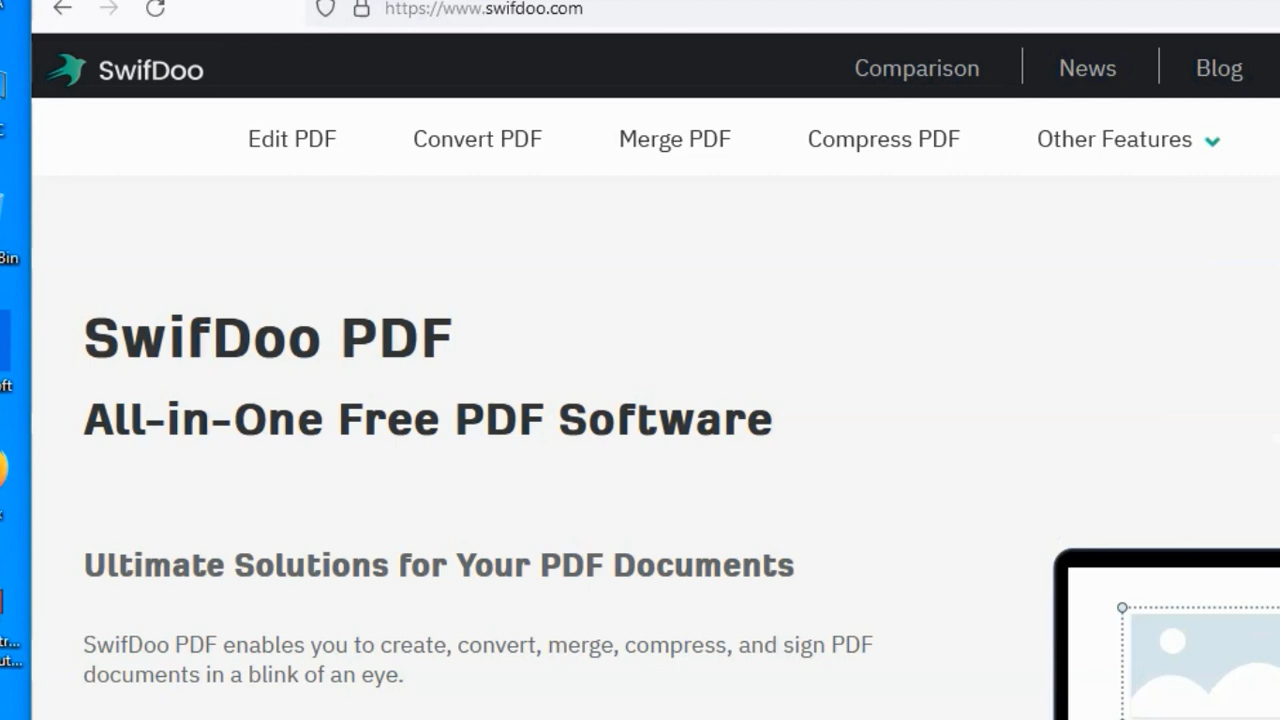 https://www.swifdoo.com
SwifDoo
Comparison
News
Blog
Edit PDF
Convert PDF
Merge PDF
Compress PDF
Other Features
SwifDoo PDF
All-in-One Free PDF Software
Ultimate Solutions for Your PDF Documents
SwifDoo PDF enables you to create, convert, merge, compress, and sign PDF
documents in a blink of an eye.
Bin